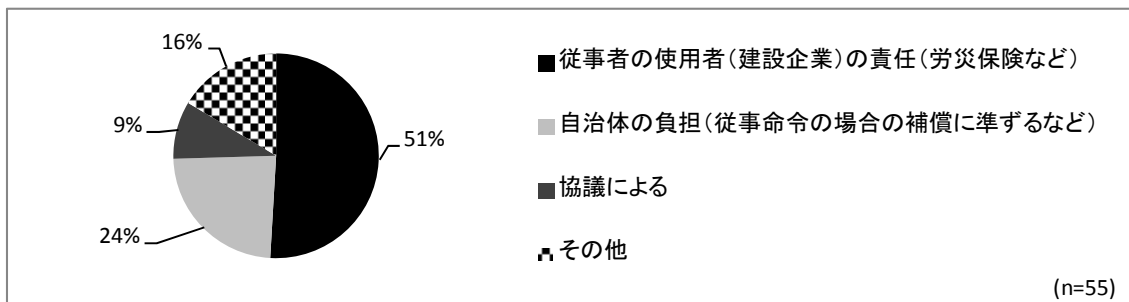 16%
9%
24%
51%
従事者の使用者(建設企業)の責任(労災保険など)
自治体の負担(従事命令の場合の補償に準ずるなど)
協議による
その他
(n=55)